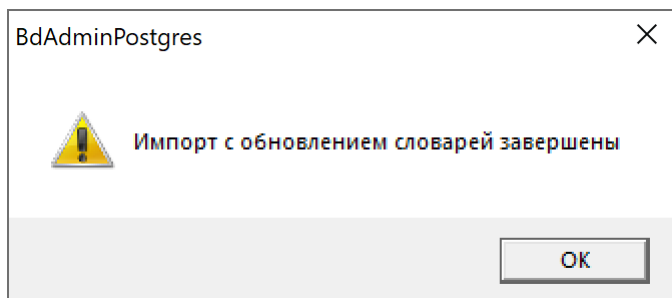 BdAdminPostgres
Импорт с обновлением словарей завершены
OK